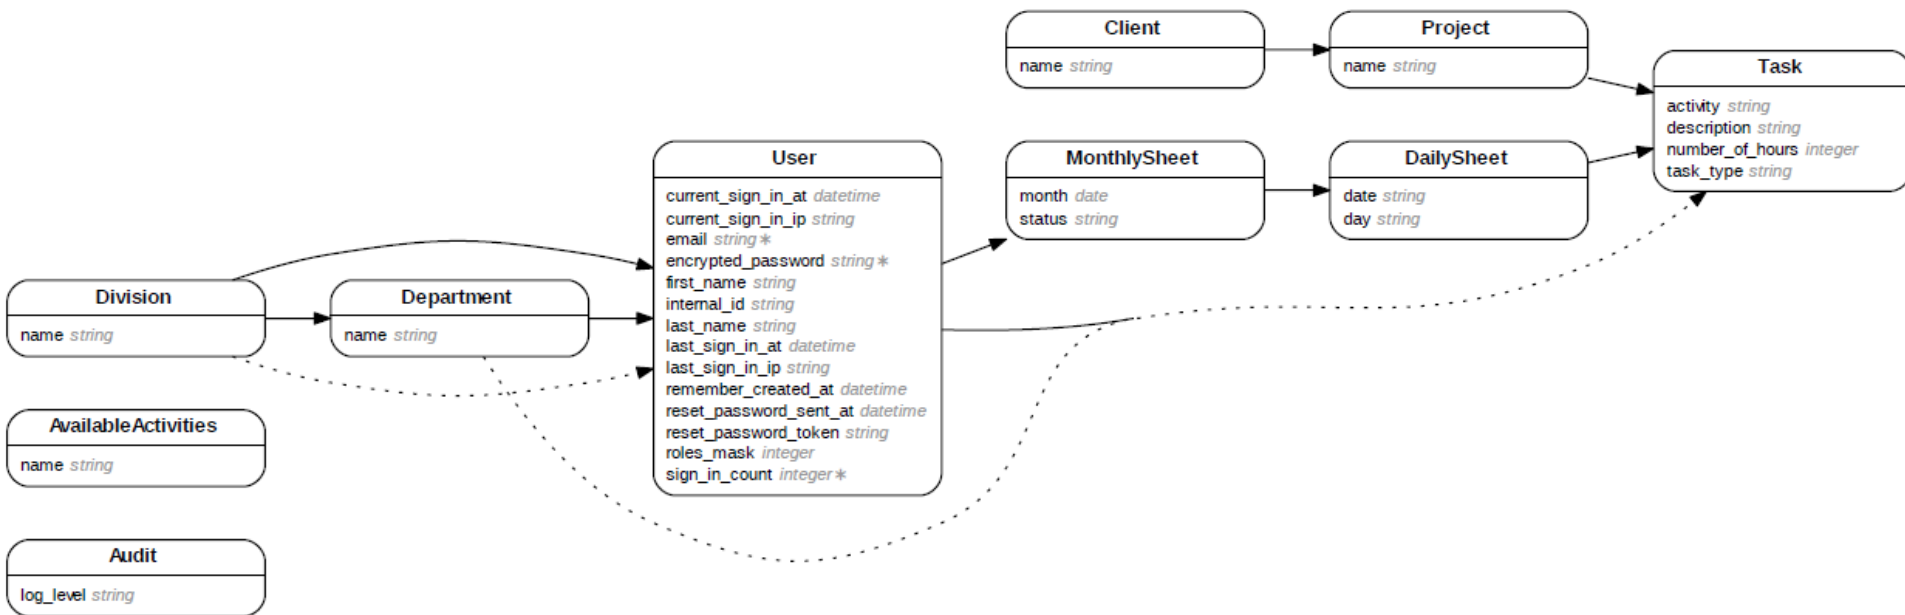 Client
name string
Project
name string
Task
activity string
description string
number_of_hours integer
task_type string
User
current_sign_in_at datetime
current_sign_in_ip string
email string *
encrypted_password string *
first_name string
internal_id string
last_name string
last_sign_in_at datetime
last_sign_in_ip string
remember_created_at datetime
reset_password_sent_at datetime
reset_password_token string
roles_mask integer
sign_in_count integer *
MonthlySheet
month date
status string
DailySheet
date string
day string
Division
name string
Department
name string
AvailableActivities
name string
Audit
log_level string